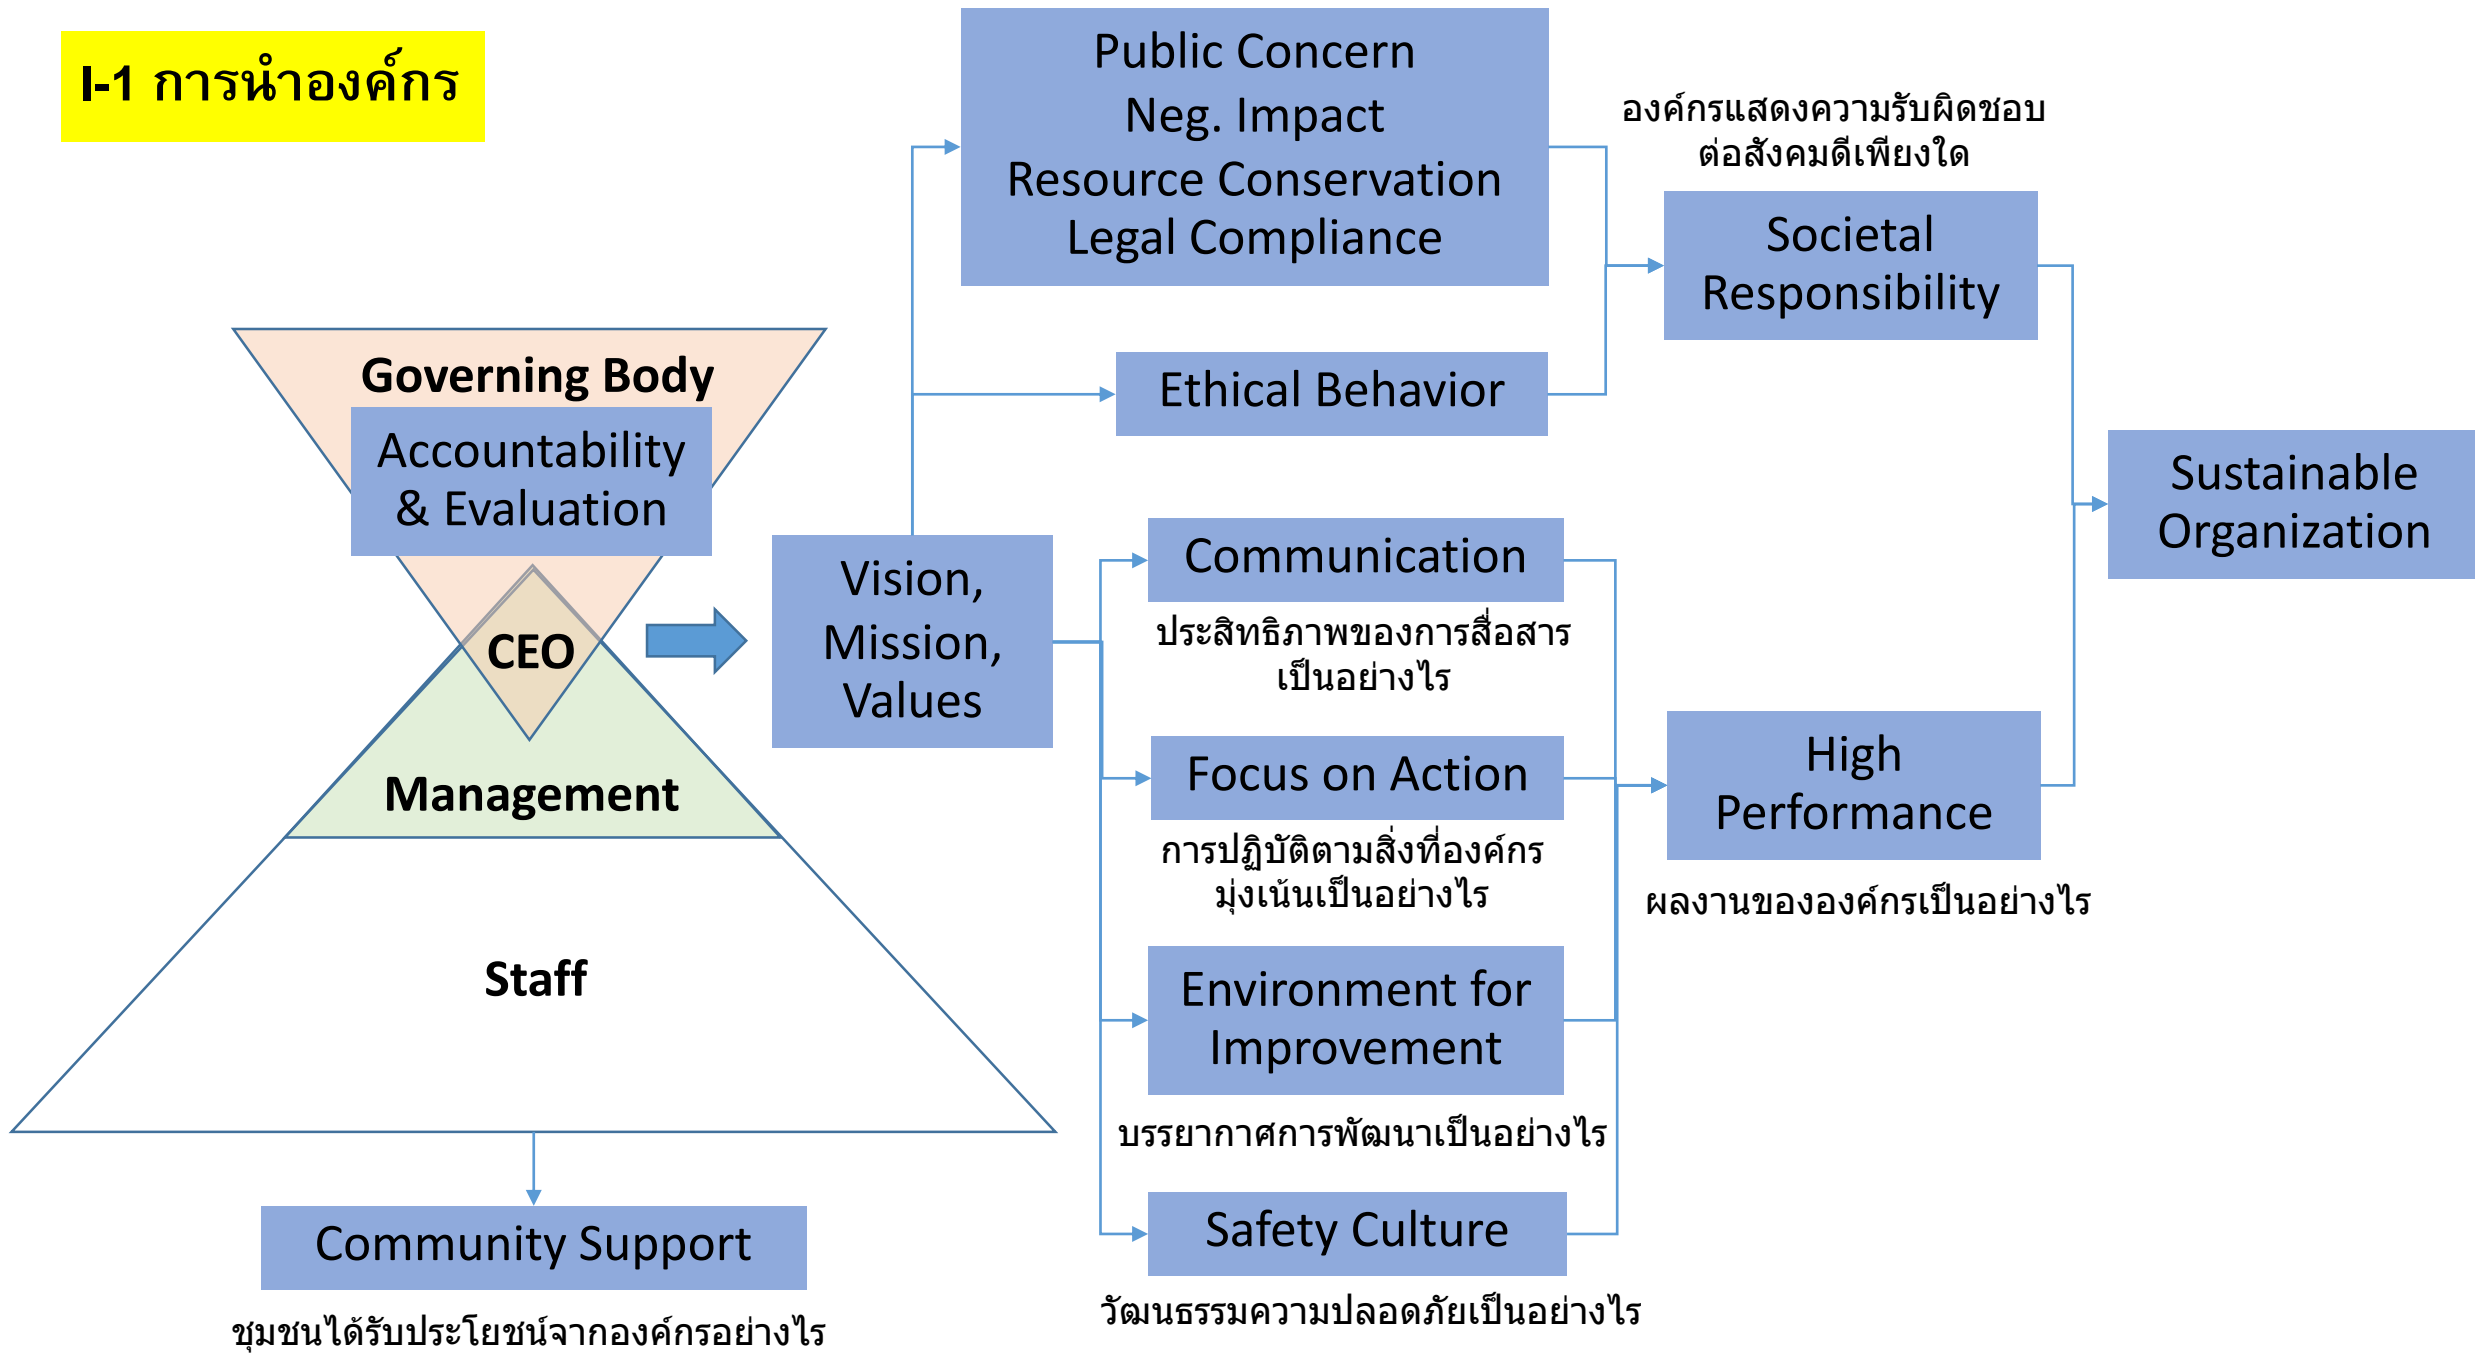 I-1 การนำองค์กร
Public Concern
Neg. Impact
Resource Conservation
Legal Compliance
องค์กรแสดงความรับผิดชอบ
ต่อสังคมดีเพียงใด
Societal
Responsibility
Governing Body
Accountability
& Evaluation
Ethical Behavior
Sustainable
Organization
CEO
Vision,
Mission,
Values
Communication
ประสิทธิภาพของการสื่อสาร
เป็นอย่างไร
Management
Focus on Action
การปฏิบัติตามสิ่งที่องค์กร
มุ่งเน้นเป็นอย่างไร
High
Performance
ผลงานขององค์กรเป็นอย่างไร
Staff
Environment for
Improvement
บรรยากาศการพัฒนาเป็นอย่างไร
Community Support
ชุมชนได้รับประโยชน์จากองค์กรอย่างไร
Safety Culture
วัฒนธรรมความปลอดภัยเป็นอย่างไร